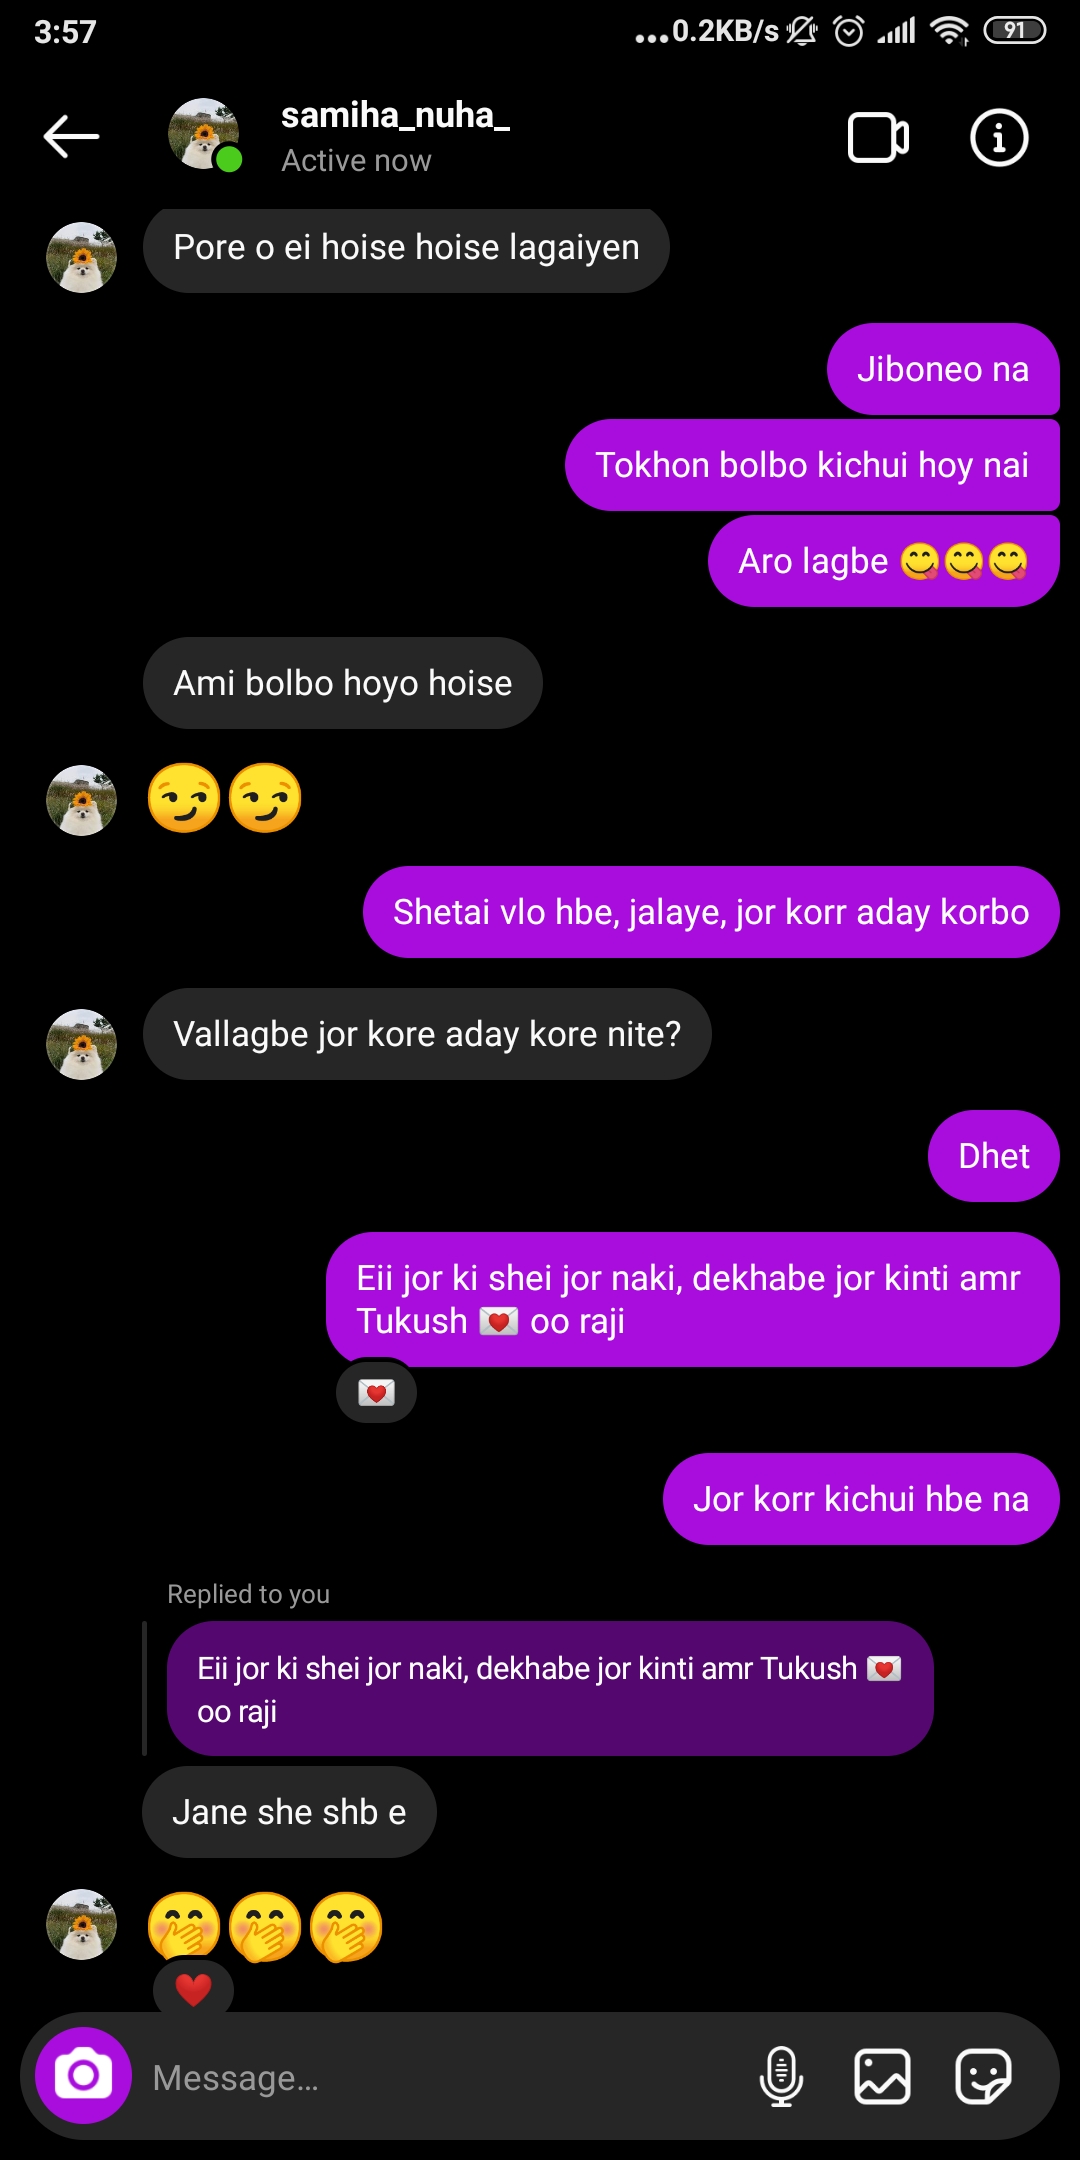 3:57
...0.2KB/s
91
samiha_nuha_
Active now
Pore o ei hoise hoise lagaiyen
Jiboneo na
Tokhon bolbo kichui hoy nai
Aro lagbe 😋😋😋
Ami bolbo hoyo hoise
😏😏
Shetai vlo hbe, jalaye, jor korr aday korbo
Vallagbe jor kore aday kore nite?
Dhet
Eii jor ki shei jor naki, dekhabe jor kinti amr
Tukush 💌 oo raji
💌
Jor korr kichui hbe na
Replied to you
Eii jor ki shei jor naki, dekhabe jor kinti amr Tukush 💌
oo raji
Jane she shb e
🤭🤭🤭
❤️
Message...